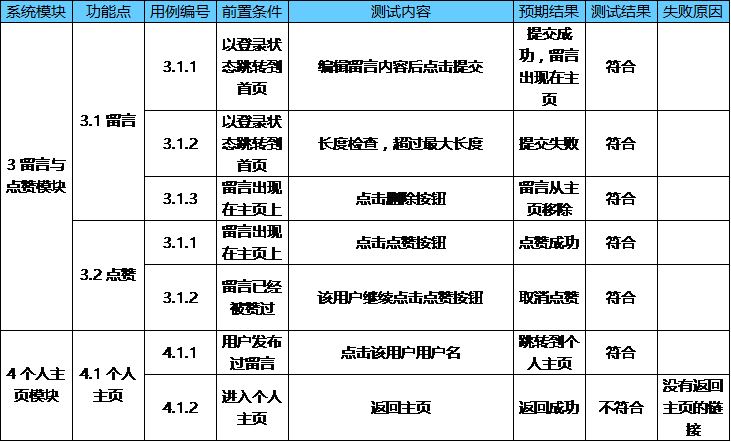 系统模块 功能点 用例编号 前置条件 测试内容 预期结果 测试结果 失败原因
3 留言与
点赞模块
3.1 留言
3.1.1
以登录状
态跳转到
首页
编辑留言内容后点击提交
提交成
功，留言
出现在主
页
符合
3.1.2
以登录状
态跳转到
首页
长度检查，超过最大长度
提交失败
符合
3.1.3
留言出现
在主页上
点击删除按钮
留言从主
页移除
符合
3.2 点赞
3.1.1
留言出现
在主页上
点击点赞按钮
点赞成功
符合
3.1.2
留言已经
被赞过
该用户继续点击点赞按钮
取消点赞
符合
4 个人主
页模块
4.1 个人
主页
4.1.1
用户发布
过留言
点击该用户用户名
跳转到个
人主页
符合
4.1.2
进入个人
主页
返回主页
返回成功
不符合
没有返回
主页的链
接